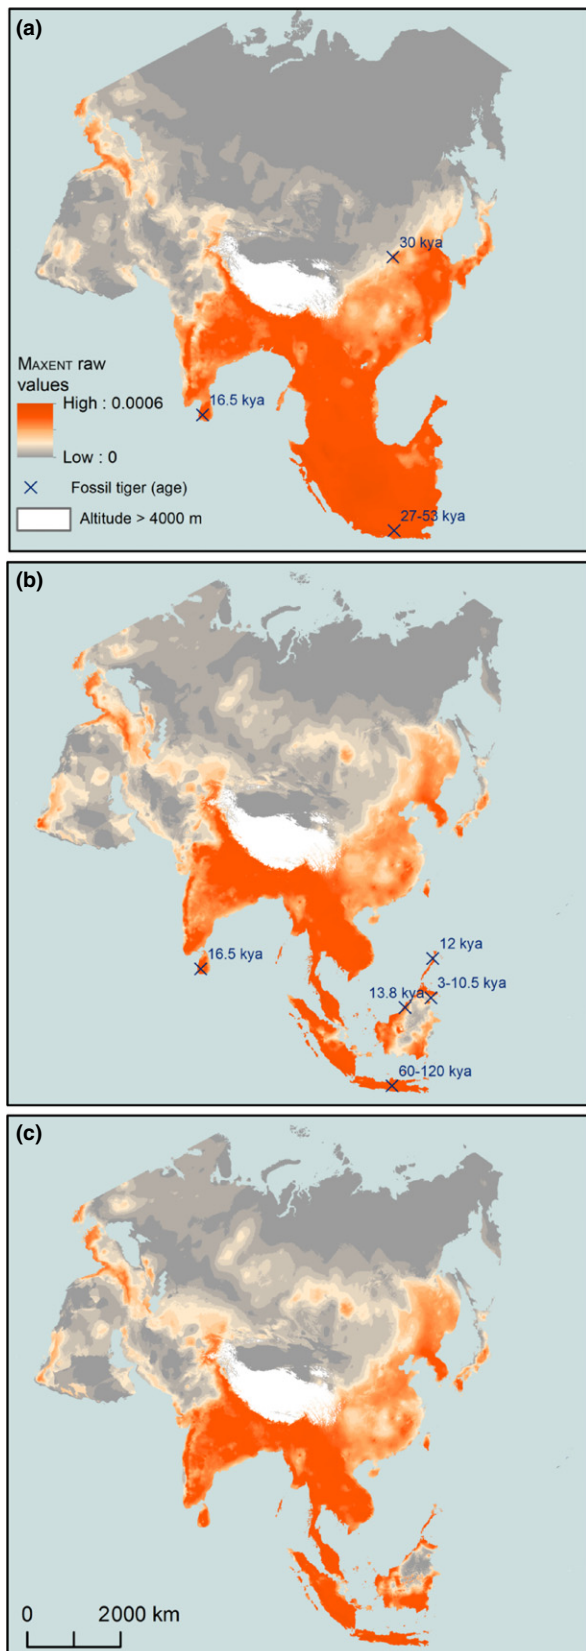 (a)
30 kya
MAXENT raw
values
High : 0.0006
Low : 0
16.5 kya
Fossil tiger (age)
Altitude > 4000 m
27-53 kya
(b)
16.5 kya
12 kya
3-10.5 kya
13.8 kya
60-120 kya
(c)
0 2000 km